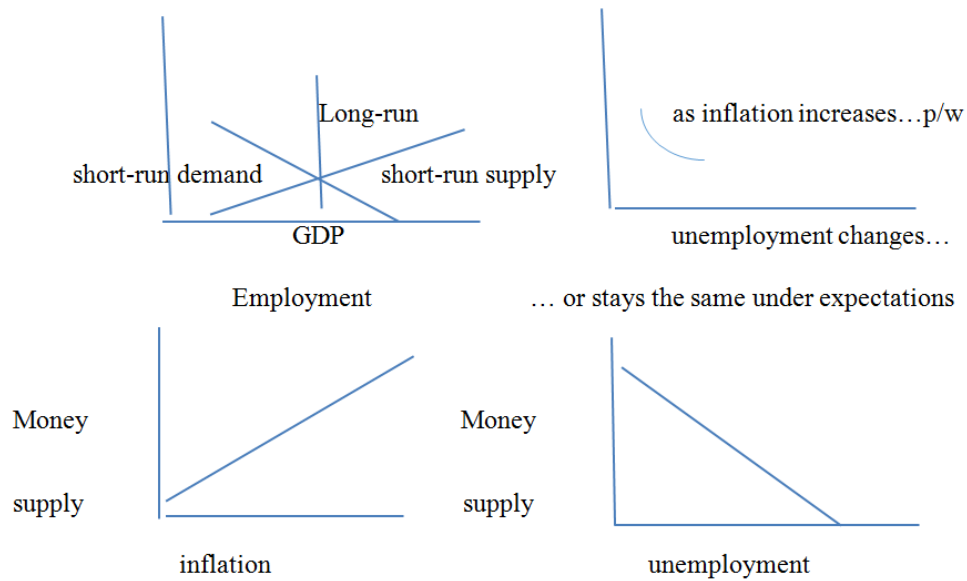 Long-run
short-run demand
short-run supply
GDP
Employment
as inflation increases…p/w
unemployment changes…
… or stays the same under expectations
Money
supply
inflation
Money
supply
unemployment